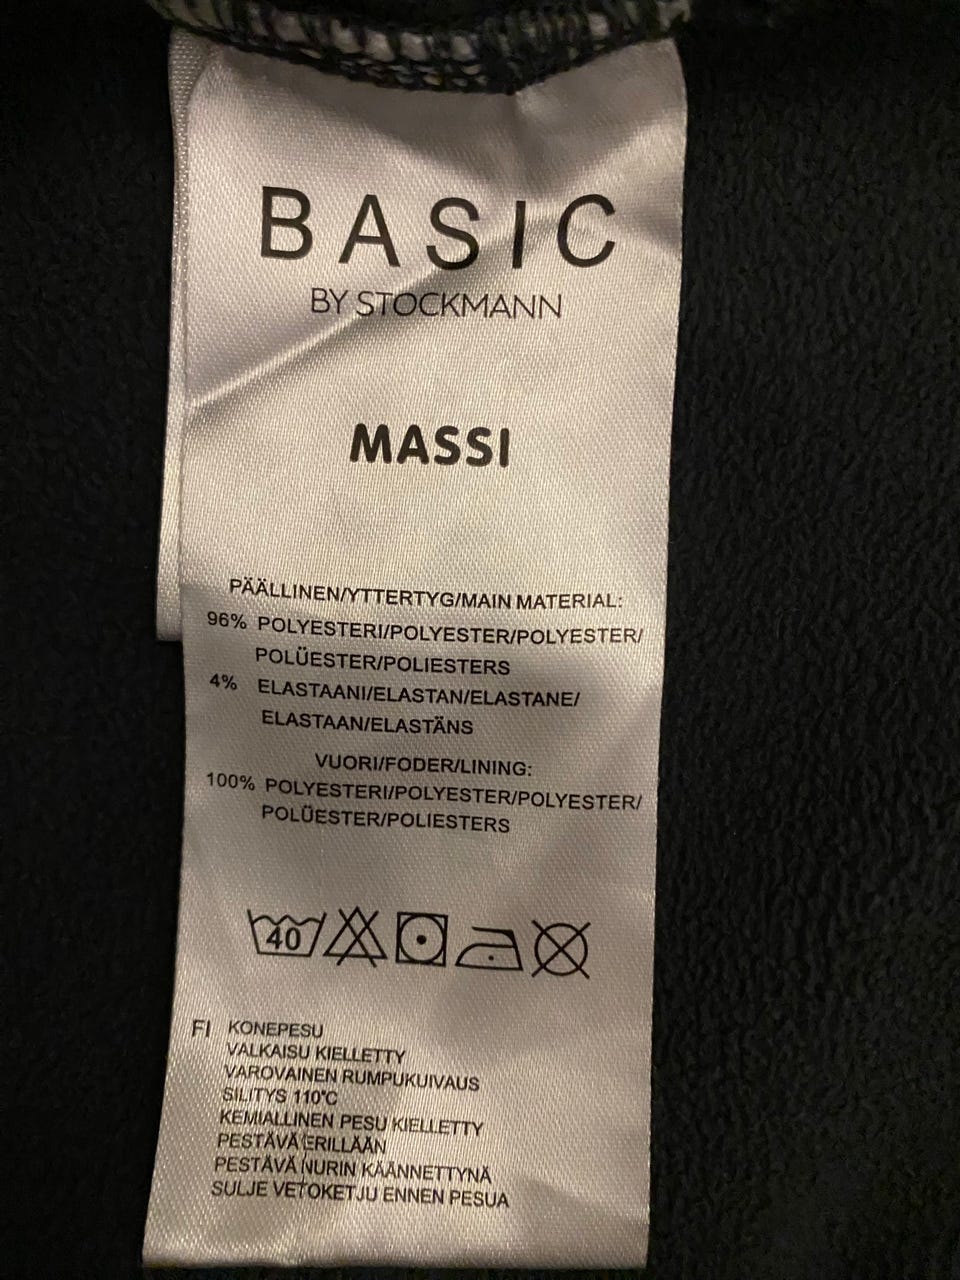 BASIC
BY STOCKMANN
MASSI
PÄÄLLINEN/YTTERTYG/MAIN MATERIAL:
96% POLYESTERI/POLYESTER/POLYESTER/
POLÜESTER/POLIESTERS
4% ELASTAANI/ELASTAN/ELASTANE/
ELASTAAN/ELASTĀNS
VUORI/FODER/LINING:
100% POLYESTERI/POLYESTER/POLYESTER/
POLÜESTER/POLIESTERS
40
FI KONEPESU
VALKAISU KIELLETTY
VAROVAINEN RUMPUKUIVAUS
SILITYS 110°C
KEMIALLINEN PESU KIELLETTY
PESTÄVÄ ERILLÄÄN
PESTÄVÄ NURIN KÄÄNNETTYNÄ
SULJE VETOKETJU ENNEN PESUA